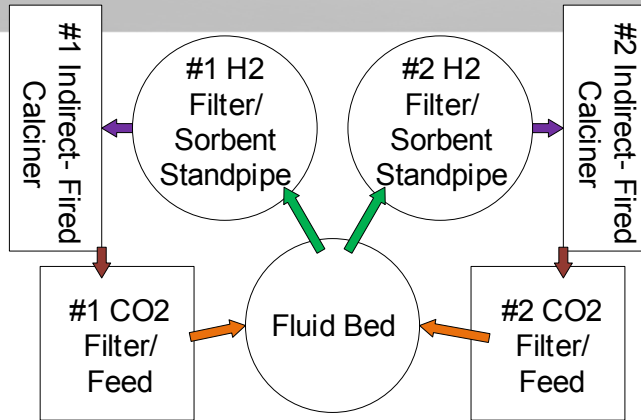 #1 Indirect- Fired
Calciner
#1 H2
Filter/
Sorbent
Standpipe
#2 H2
Filter/
Sorbent
Standpipe
#2 Indirect- Fired
Calciner
#1 CO2
Filter/
Feed
Fluid Bed
#2 CO2
Filter/
Feed